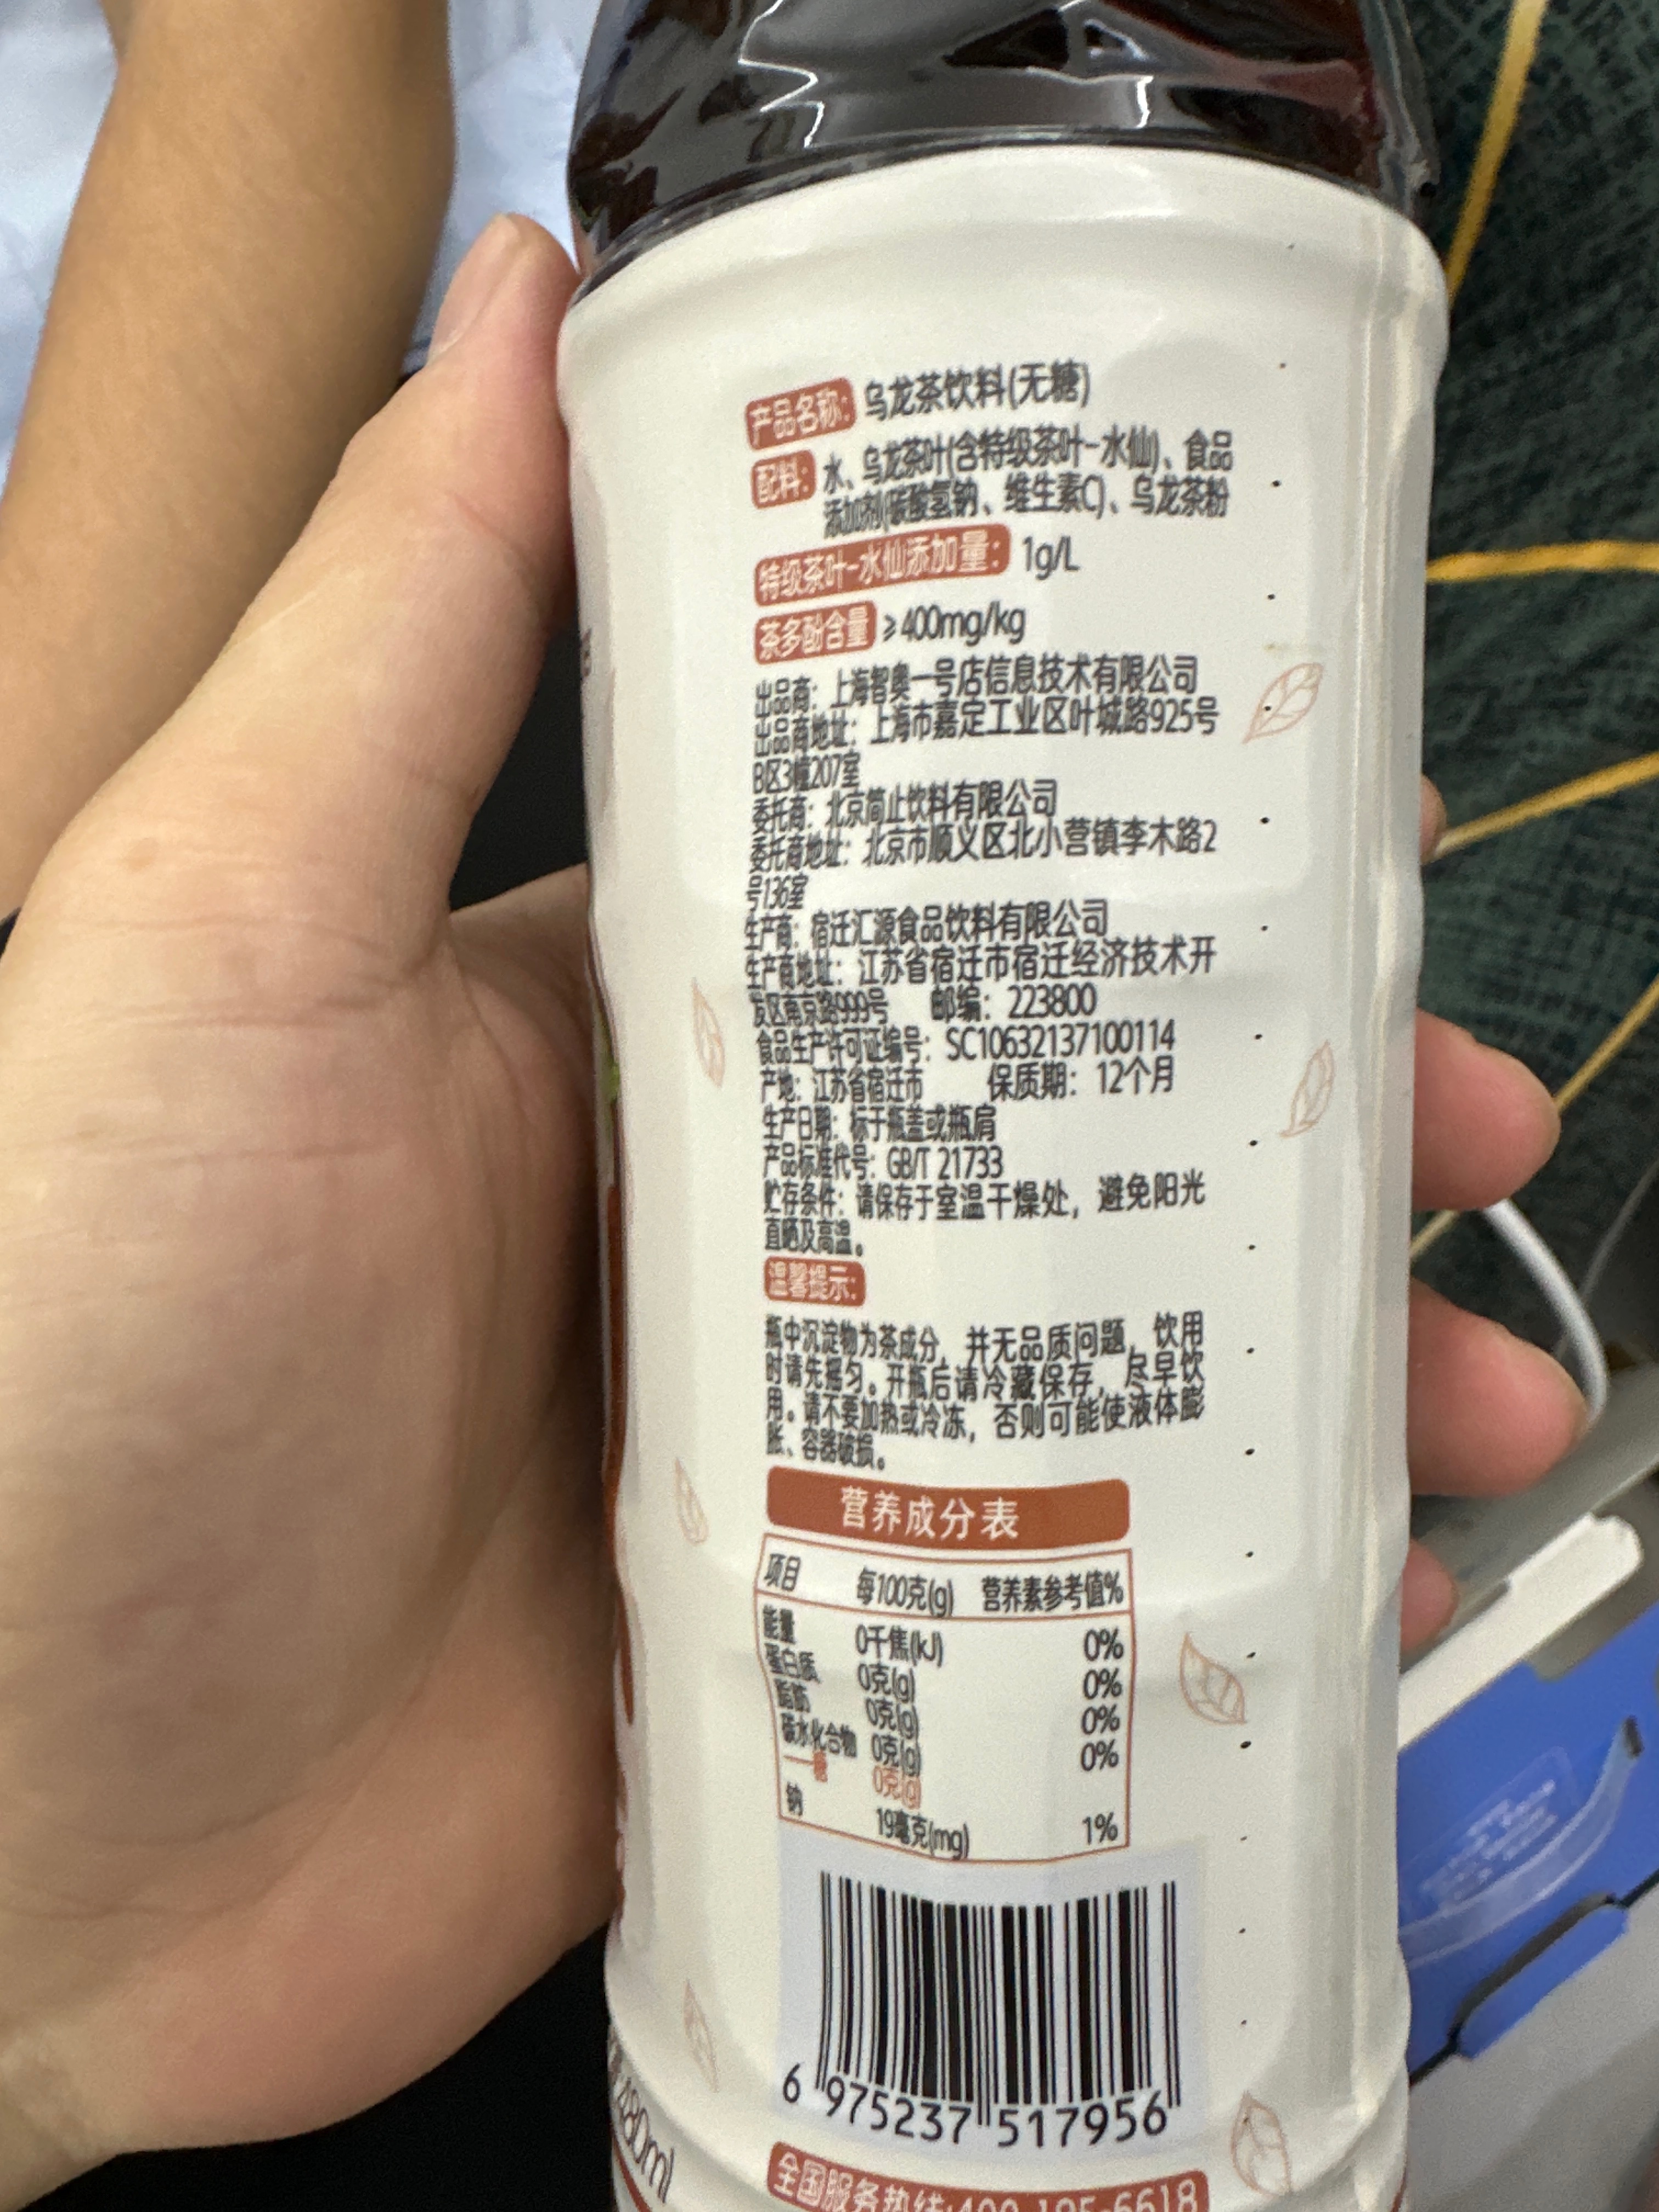 产品名称: 乌龙茶饮料(无糖)
配料: 水、乌龙茶叶(含特级茶叶-水仙)、食品
添加剂(碳酸氢钠、维生素C)、乌龙茶粉
特级茶叶-水仙添加量: 1g/L
茶多酚含量 ≥400mg/kg
出品商: 上海智奥一号店信息技术有限公司
出品商地址: 上海市嘉定工业区叶城路925号
B区3幢207室
委托商: 北京简止饮料有限公司
委托商地址: 北京市顺义区北小营镇李木路2
号136室
生产商: 宿迁汇源食品饮料有限公司
生产商地址: 江苏省宿迁市宿迁经济技术开
发区南京路999号 邮编: 223800
食品生产许可证编号: SC10632137100114
产地: 江苏省宿迁市 保质期: 12个月
生产日期: 标于瓶盖或瓶肩
产品标准代号: GB/T 21733
贮存条件: 请保存于室温干燥处，避免阳光
直晒及高温。
温馨提示:
瓶中沉淀物为茶成分，并无品质问题，饮用
时请先摇匀。开瓶后请冷藏保存，尽早饮
用。请不要加热或冷冻，否则可能使液体膨
胀、容器破损。
营养成分表
项目 每100克(g) 营养素参考值%
能量 0千焦(kJ) 0%
蛋白质 0克(g) 0%
脂肪 0克(g) 0%
碳水化合物 0克(g) 0%
——糖 0克(g)
钠 19毫克(mg) 1%
6 975237 517956
480ml
全国服务热线:400-105-6618